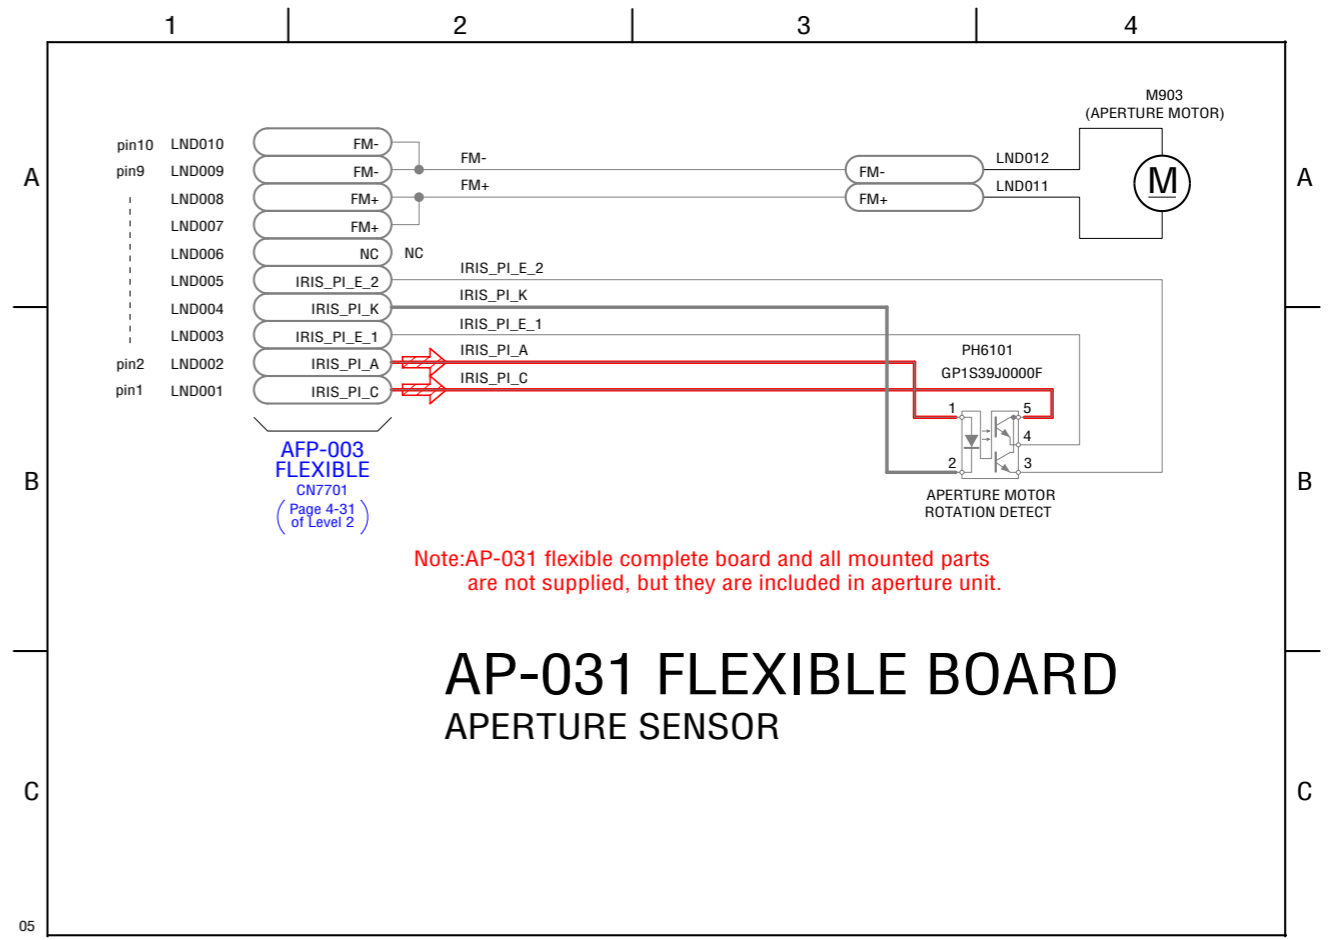 1 2 3 4
M903
(APERTURE MOTOR)
pin10 LND010 FM-
FM-
LND012
pin9 LND009 FM- FM-
A A
M
FM+
LND011
LND008 FM+ FM+
LND007 FM+
LND006 NC NC
IRIS_PI_E_2
LND005 IRIS_PI_E_2
IRIS_PI_K
LND004 IRIS_PI_K
IRIS_PI_E_1
LND003 IRIS_PI_E_1
IRIS_PI_A
PH6101
pin2 LND002 IRIS_PI_A
GP1S39J0000F
IRIS_PI_C
pin1 LND001 IRIS_PI_C
1 5
4
2 3
AFP-003
FLEXIBLE
CN7701
(Page 4-31
of Level 2)
B B
APERTURE MOTOR
ROTATION DETECT
Note:AP-031 flexible complete board and all mounted parts
are not supplied, but they are included in aperture unit.
AP-031 FLEXIBLE BOARD
APERTURE SENSOR
C C
05